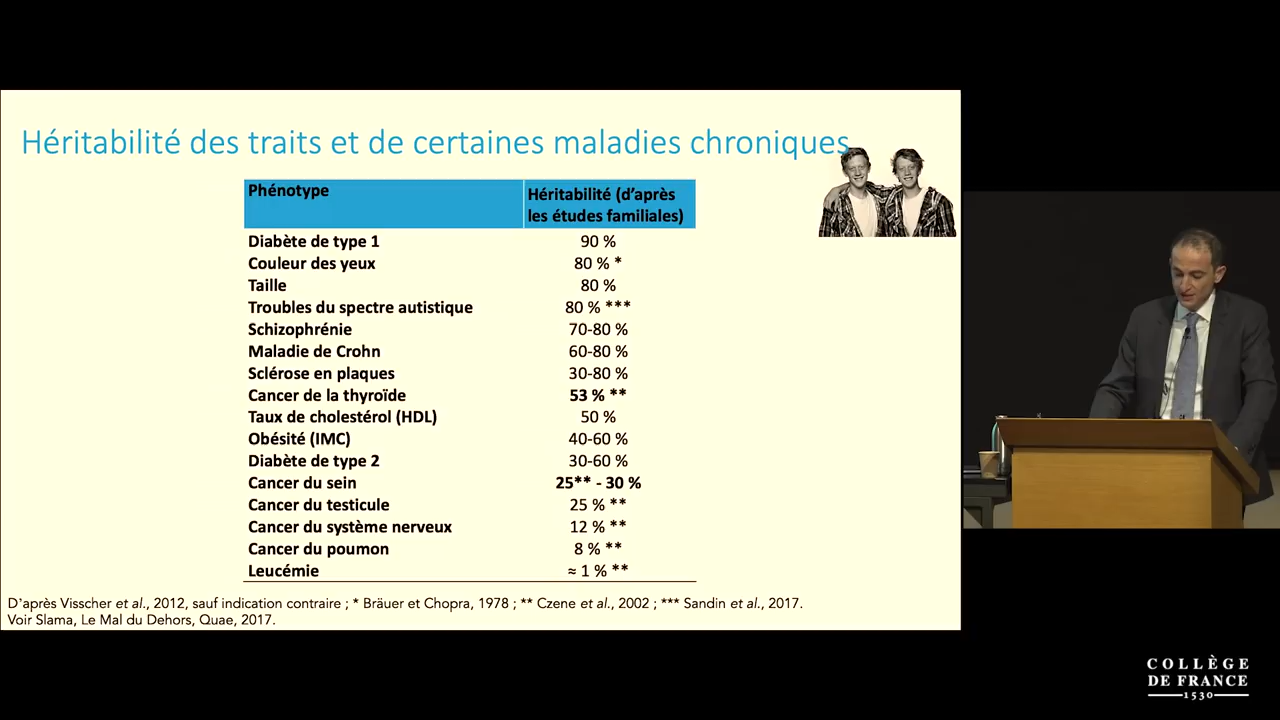 Héritabilité des traits et de certaines maladies chroniques
Phénotype
Héritabilité (d’après
les études familiales)
Diabète de type 1 90 %
Couleur des yeux 80 % *
Taille 80 %
Troubles du spectre autistique 80 % ***
Schizophrénie 70-80 %
Maladie de Crohn 60-80 %
Sclérose en plaques 30-80 %
Cancer de la thyroïde 53 % **
Taux de cholestérol (HDL) 50 %
Obésité (IMC) 40-60 %
Diabète de type 2 30-60 %
Cancer du sein 25** - 30 %
Cancer du testicule 25 % **
Cancer du système nerveux 12 % **
Cancer du poumon 8 % **
Leucémie ≈ 1 % **
D'après Visscher et al., 2012, sauf indication contraire ; * Bräuer et Chopra, 1978 ; ** Czene et al., 2002 ; *** Sandin et al., 2017.
Voir Slama, Le Mal du Dehors, Quae, 2017.
COLLÈGE
DE FRANCE
1530